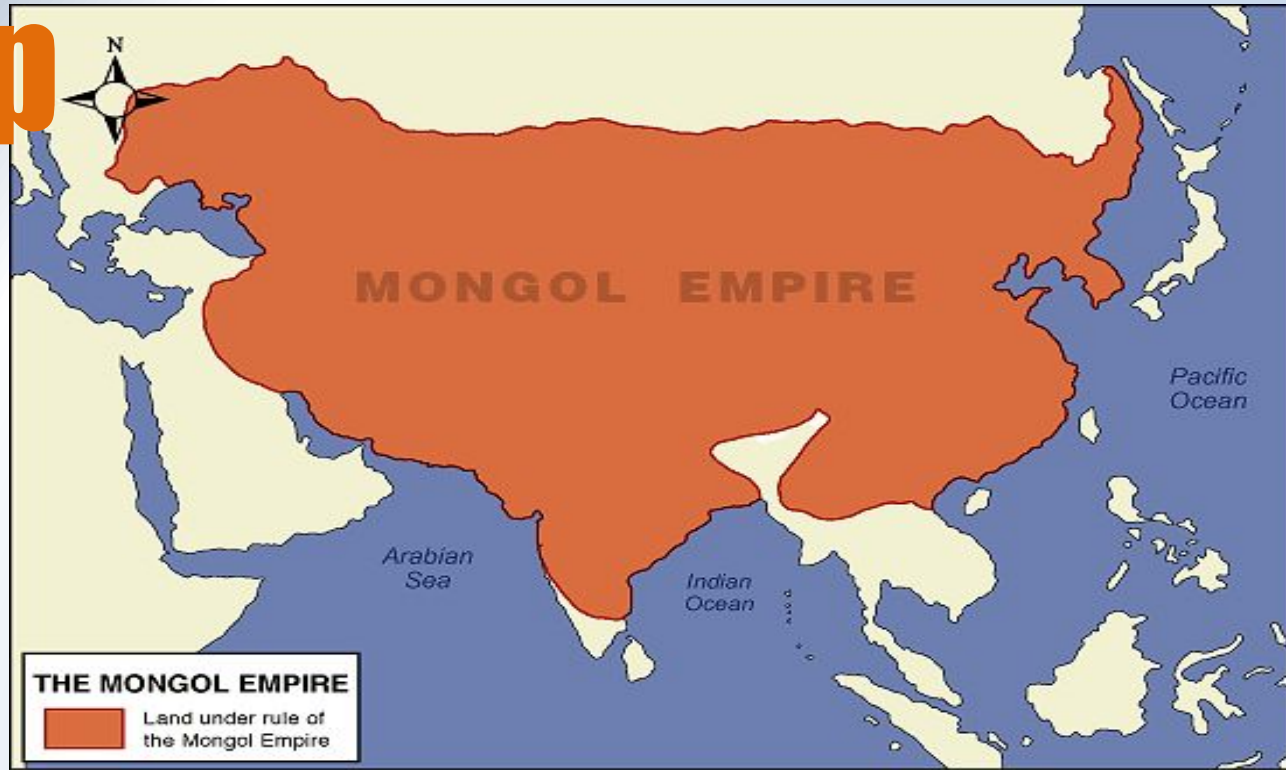 p
N
MONGOL EMPIRE
Pacific
Ocean
Arabian
Sea
Indian
Ocean
THE MONGOL EMPIRE
Land under rule of
the Mongol Empire